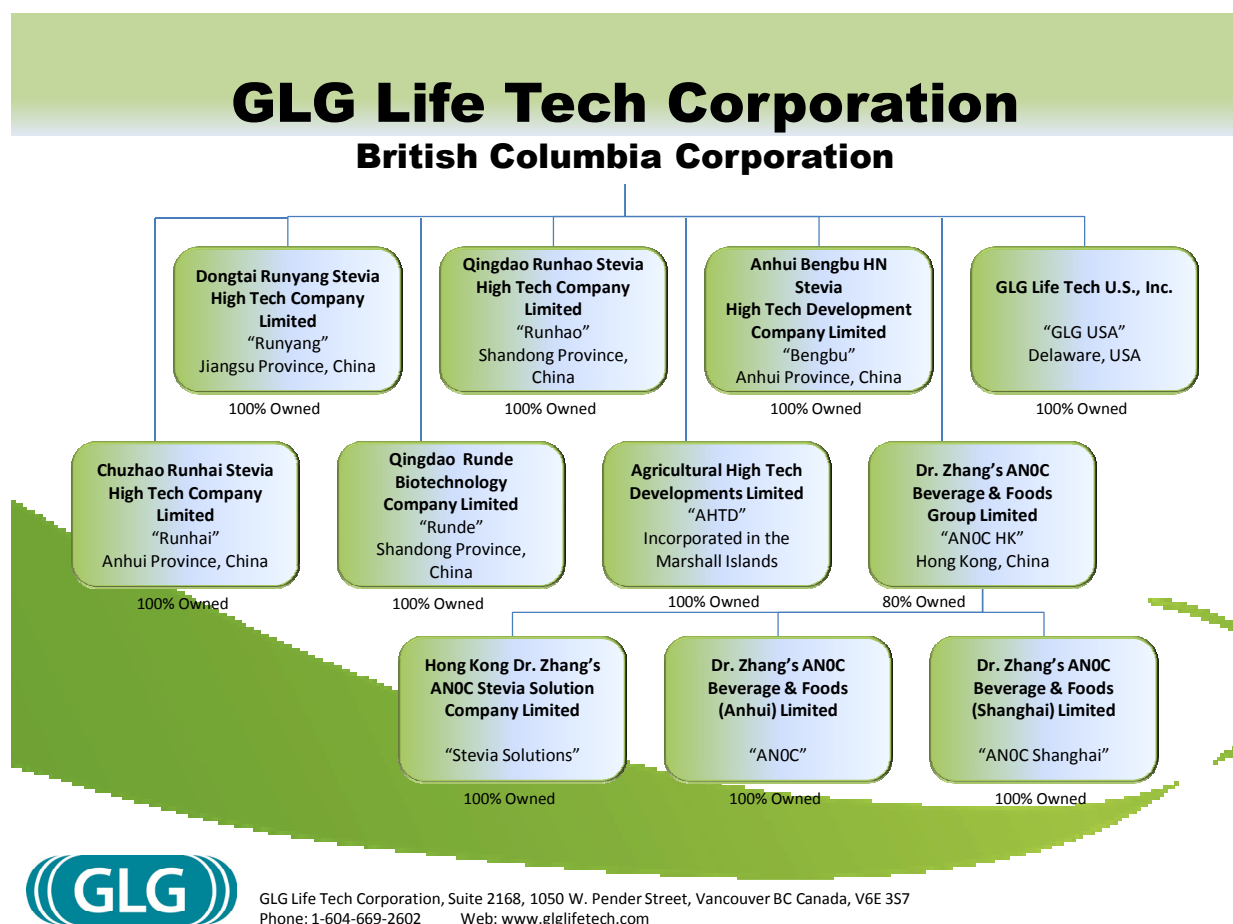 GLG Life Tech Corporation
British Columbia Corporation
Dongtai Runyang Stevia
High Tech Company
Limited
“Runyang”
Jiangsu Province, China
100% Owned
Qingdao Runhao Stevia
High Tech Company
Limited
“Runhao”
Shandong Province,
China
100% Owned
Anhui Bengbu HN
Stevia
High Tech Development
Company Limited
“Bengbu”
Anhui Province, China
100% Owned
GLG Life Tech U.S., Inc.
“GLG USA”
Delaware, USA
100% Owned
Chuzhao Runhai Stevia
High Tech Company
Limited
“Runhai”
Anhui Province, China
100% Owned
Qingdao Runde
Biotechnology
Company Limited
“Runde”
Shandong Province,
China
100% Owned
Agricultural High Tech
Developments Limited
“AHTD”
Incorporated in the
Marshall Islands
100% Owned
Dr. Zhang’s AN0C
Beverage & Foods
Group Limited
“AN0C HK”
Hong Kong, China
80% Owned
Hong Kong Dr. Zhang’s
AN0C Stevia Solution
Company Limited
“Stevia Solutions”
100% Owned
Dr. Zhang’s AN0C
Beverage & Foods
(Anhui) Limited
“AN0C”
100% Owned
Dr. Zhang’s AN0C
Beverage & Foods
(Shanghai) Limited
“AN0C Shanghai”
100% Owned
GLG
GLG Life Tech Corporation, Suite 2168, 1050 W. Pender Street, Vancouver BC Canada, V6E 3S7
Phone: 1-604-669-2602 Web: www.glglifetech.com